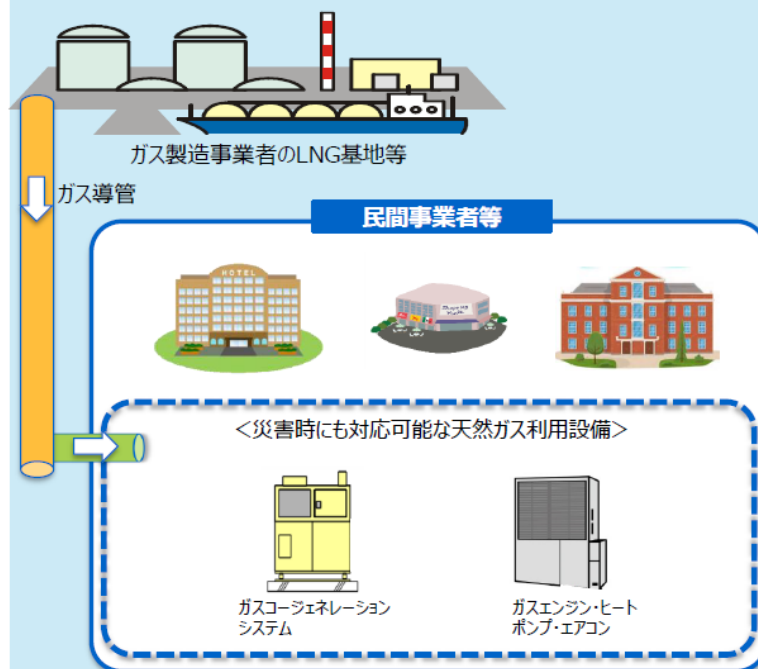 ガス製造事業者のLNG基地等
ガス導管
民間事業者等
HOTEL
<災害時にも対応可能な天然ガス利用設備>
ガスコージェネレーション
システム
ガスエンジン・ヒート
ポンプ・エアコン